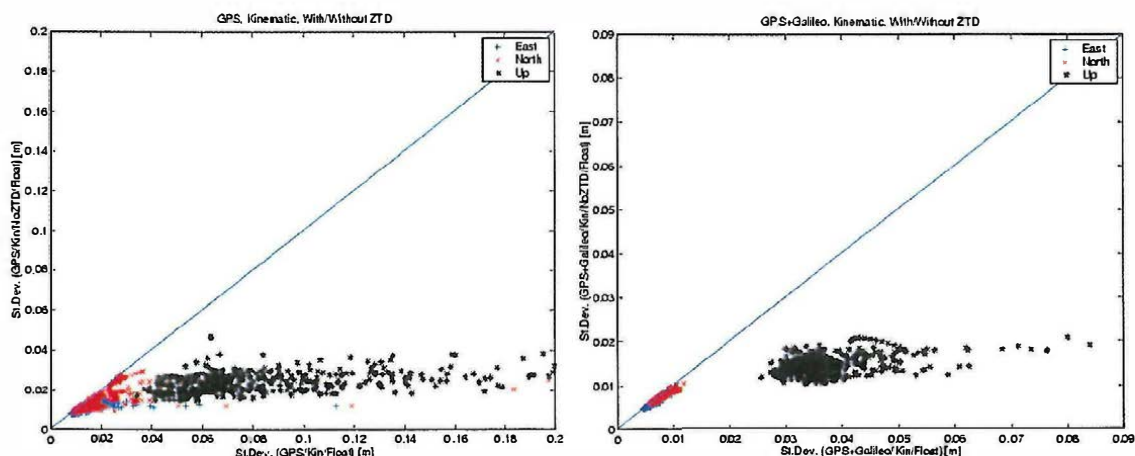 GPS, Kinematic, With/Without ZTD
0.2
0.18
0.16
0.14
0.12
0.1
0.08
0.06
0.04
0.02
0
St.Dev. (GPS/Kin/NoZTD/Float) [m]
East
North
Up
0 0.02 0.04 0.06 0.08 0.1 0.12 0.14 0.16 0.18 0.2
St.Dev. (GPS/Kin/Float) [m]
GPS+Galileo, Kinematic, With/Without ZTD
0.09
0.08
0.07
0.06
0.05
0.04
0.03
0.02
0.01
0
St.Dev. (GPS+Galileo/Kin/NoZTD/Float) [m]
East
North
Up
0 0.01 0.02 0.03 0.04 0.05 0.06 0.07 0.08 0.09
St.Dev. (GPS+Galileo/Kin/Float) [m]